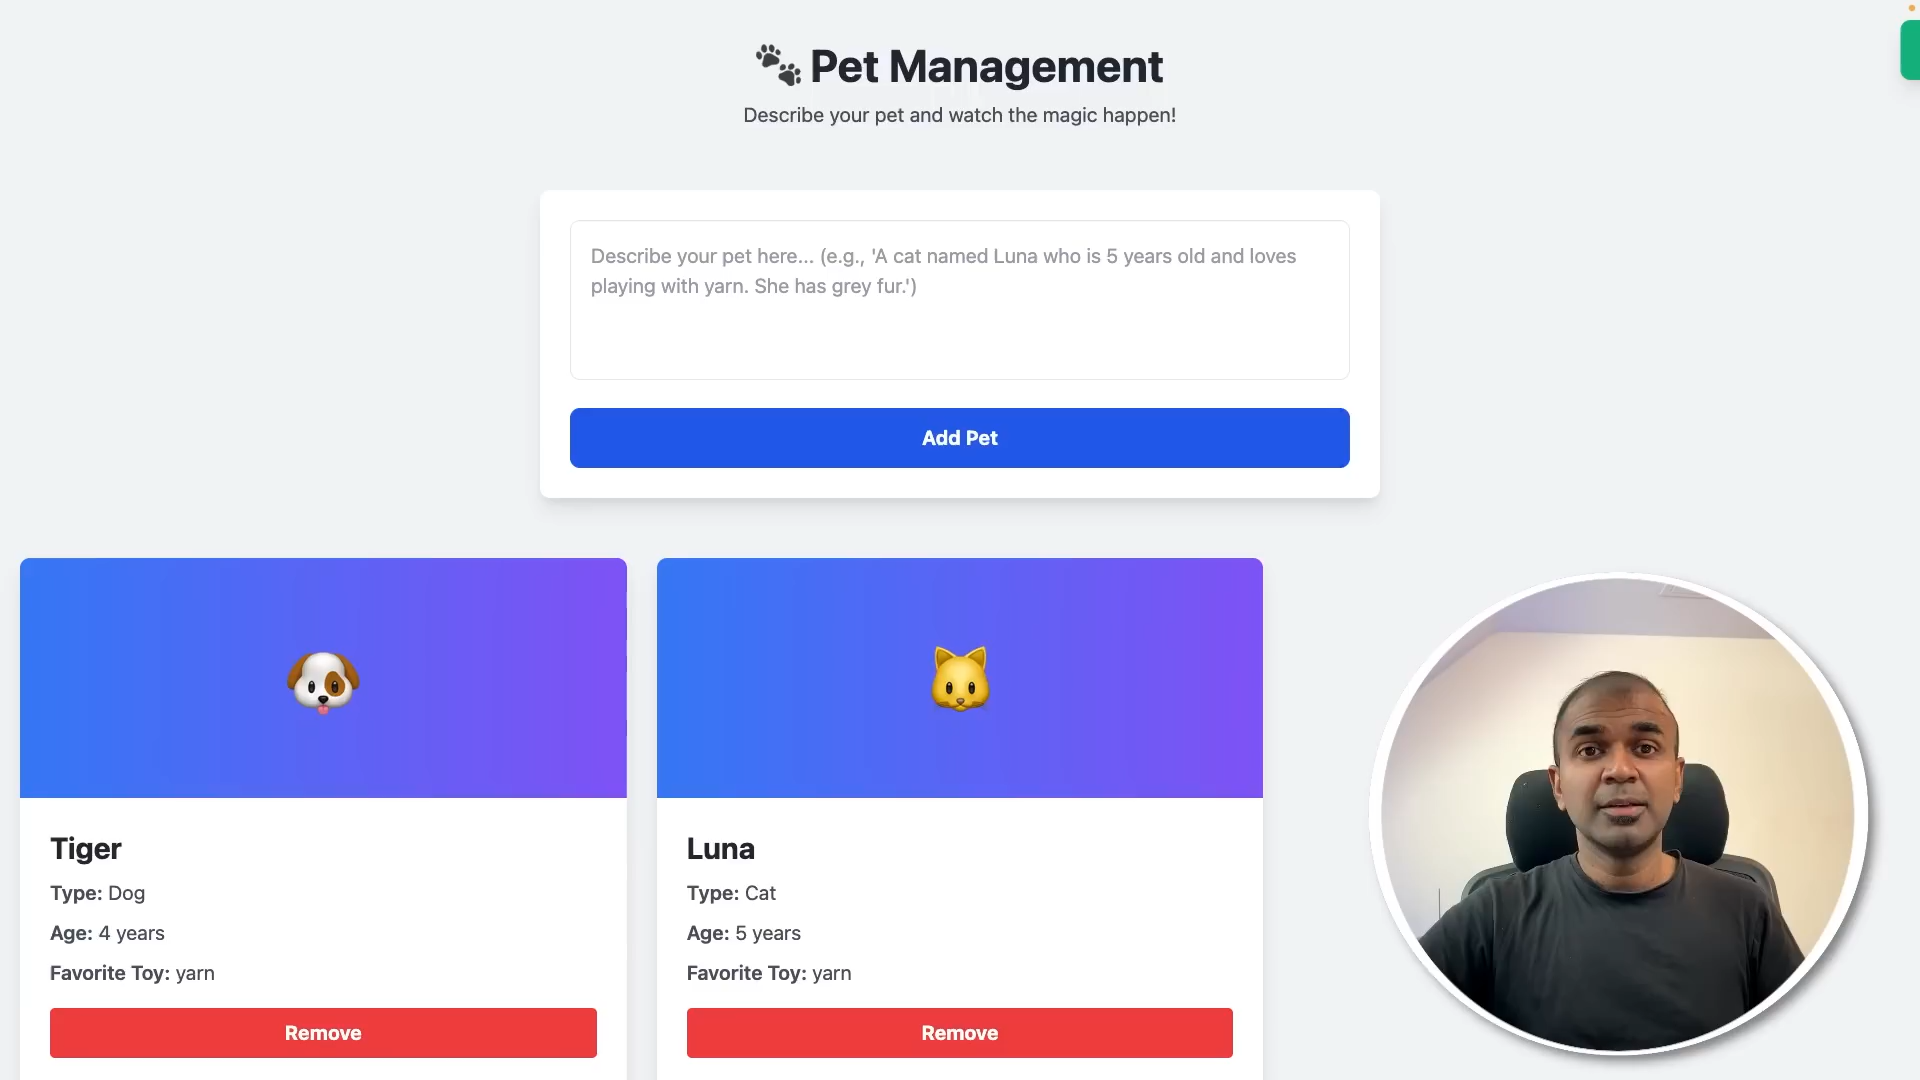 Pet Management
Describe your pet and watch the magic happen!
Describe your pet here... (e.g., 'A cat named Luna who is 5 years old and loves
playing with yarn. She has grey fur.')
Add Pet
Tiger
Type: Dog
Age: 4 years
Favorite Toy: yarn
Remove
Luna
Type: Cat
Age: 5 years
Favorite Toy: yarn
Remove